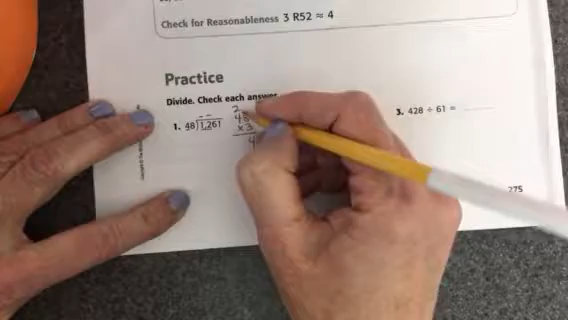 Check for Reasonableness 3 R52 ≈ 4
Practice
Divide. Check each answer.
1. 48)1,261
2
48
x 3
4
3. 428 ÷ 61 =
275